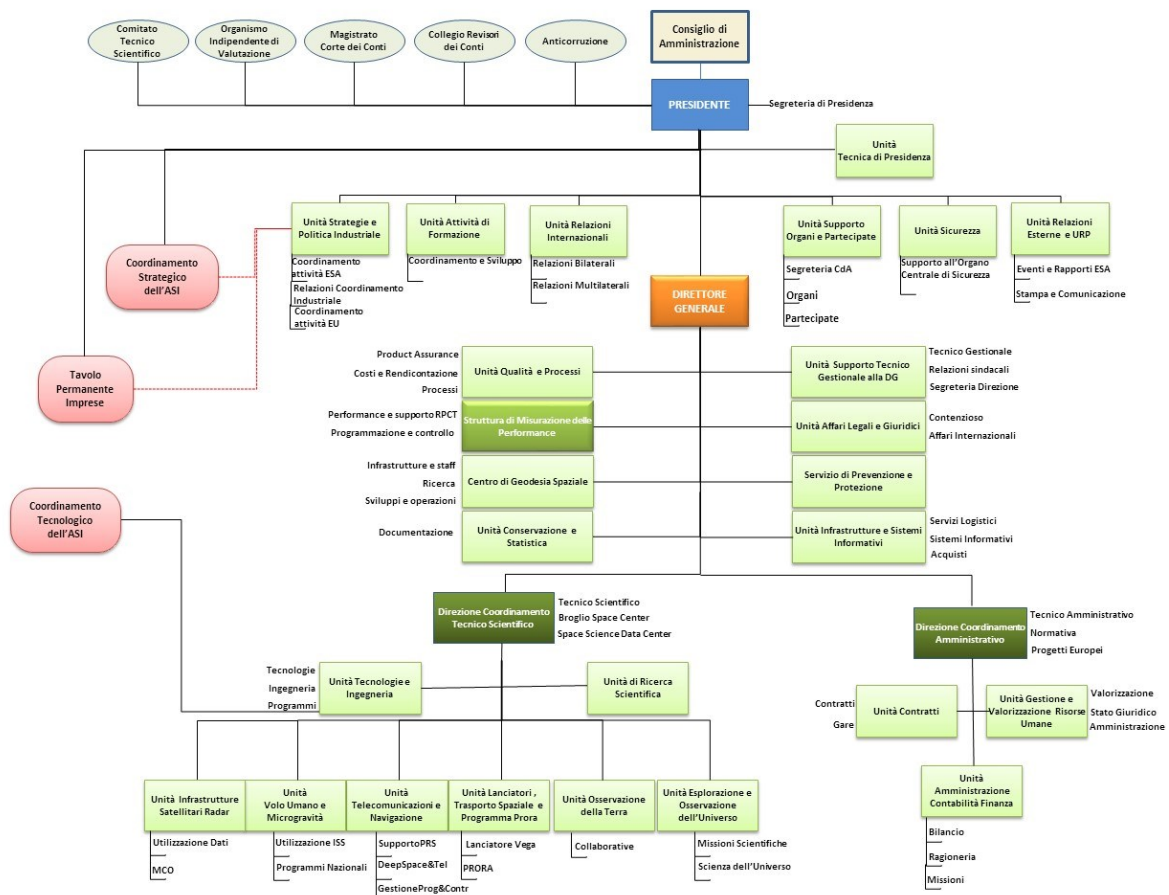 Comitato
Tecnico
Scientifico
Organismo
Indipendente di
Valutazione
Magistrato
Corte dei Conti
Collegio Revisori
dei Conti
Anticorruzione
Consiglio di
Amministrazione
PRESIDENTE
Segreteria di Presidenza
Unità
Tecnica di Presidenza
Coordinamento
Strategico
dell'ASI
Unità Strategie e
Politica Industriale
Coordinamento
attività ESA
Relazioni Coordinamento
Industriale
Coordinamento
attività EU
Unità Attività di
Formazione
Coordinamento e Sviluppo
Unità Relazioni
Internazionali
Relazioni Bilaterali
Relazioni Multilaterali
Unità Supporto
Organi e Partecipate
Segreteria CdA
Organi
Partecipate
Unità Sicurezza
Supporto all'Organo
Centrale di Sicurezza
Unità Relazioni
Esterne e URP
Eventi e Rapporti ESA
Stampa e Comunicazione
DIRETTORE
GENERALE
Tavolo
Permanente
Imprese
Product Assurance
Costi e Rendicontazione
Processi
Unità Qualità e Processi
Unità Supporto Tecnico
Gestionale alla DG
Tecnico Gestionale
Relazioni sindacali
Segreteria Direzione
Performance e supporto RPCT
Programmazione e controllo
Struttura di Misurazione delle
Performance
Unità Affari Legali e Giuridici
Contenzioso
Affari Internazionali
Infrastrutture e staff
Ricerca
Sviluppi e operazioni
Centro di Geodesia Spaziale
Servizio di Prevenzione e
Protezione
Coordinamento
Tecnologico
dell'ASI
Documentazione
Unità Conservazione e
Statistica
Unità Infrastrutture e Sistemi
Informativi
Servizi Logistici
Sistemi Informativi
Acquisti
Direzione Coordinamento
Tecnico Scientifico
Tecnico Scientifico
Broglio Space Center
Space Science Data Center
Direzione Coordinamento
Amministrativo
Tecnico Amministrativo
Normativa
Progetti Europei
Tecnologie
Ingegneria
Programmi
Unità Tecnologie e
Ingegneria
Unità di Ricerca
Scientifica
Contratti
Gare
Unità Contratti
Unità Gestione e
Valorizzazione Risorse
Umane
Valorizzazione
Stato Giuridico
Amministrazione
Unità Infrastrutture
Satellitari Radar
Utilizzazione Dati
MCO
Unità
Volo Umano e
Microgravità
Utilizzazione ISS
Programmi Nazionali
Unità
Telecomunicazioni e
Navigazione
SupportoPRS
DeepSpace&Tel
GestioneProg&Contr
Unità Lanciatori ,
Trasporto Spaziale e
Programma Prora
Lanciatore Vega
PRORA
Unità Osservazione
della Terra
Collaborative
Unità Esplorazione e
Osservazione
dell'Universo
Missioni Scientifiche
Scienza dell'Universo
Unità
Amministrazione
Contabilità Finanza
Bilancio
Ragioneria
Missioni